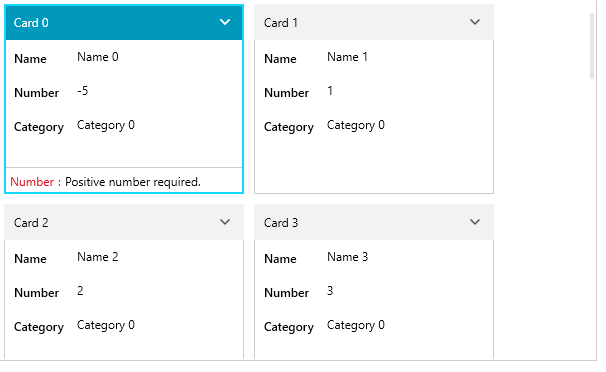 Card 0
Name Name 0
Number -5
Category Category 0
Number : Positive number required.
Card 1
Name Name 1
Number 1
Category Category 0
Card 2
Name Name 2
Number 2
Category Category 0
Card 3
Name Name 3
Number 3
Category Category 0